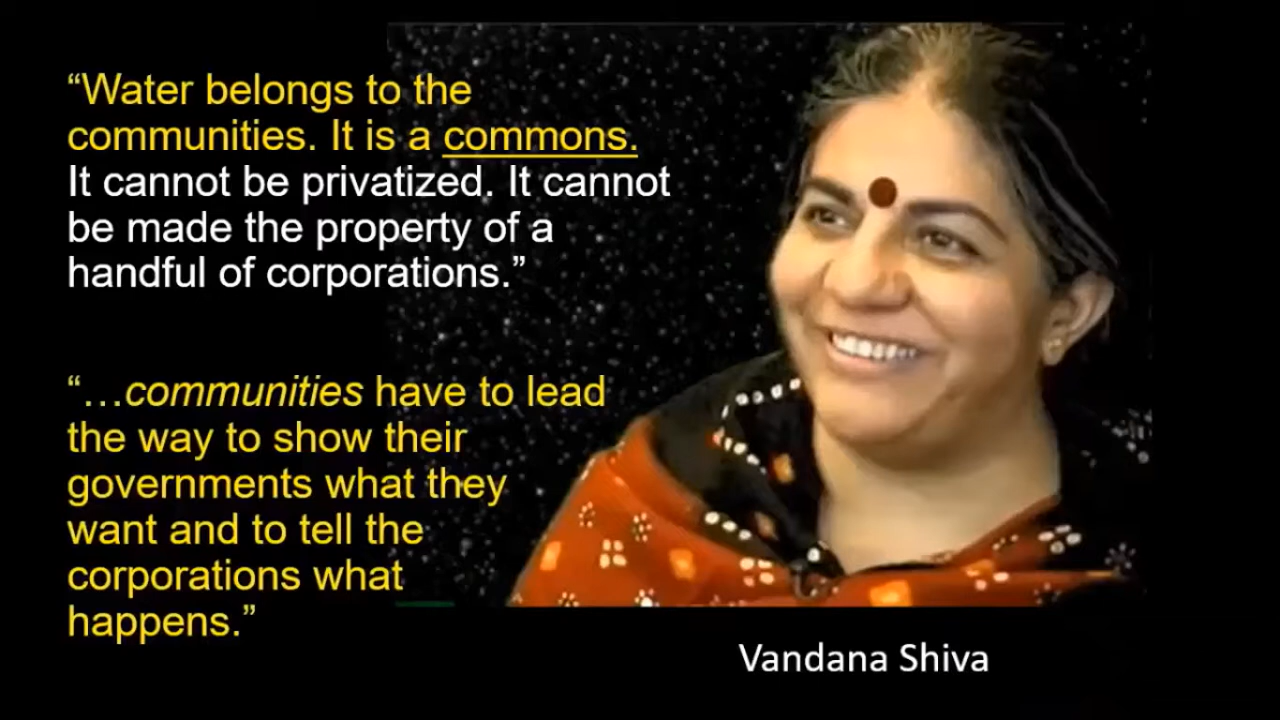 “Water belongs to the
communities. It is a commons.
It cannot be privatized. It cannot
be made the property of a
handful of corporations.”
“…communities have to lead
the way to show their
governments what they
want and to tell the
corporations what
happens.”
Vandana Shiva